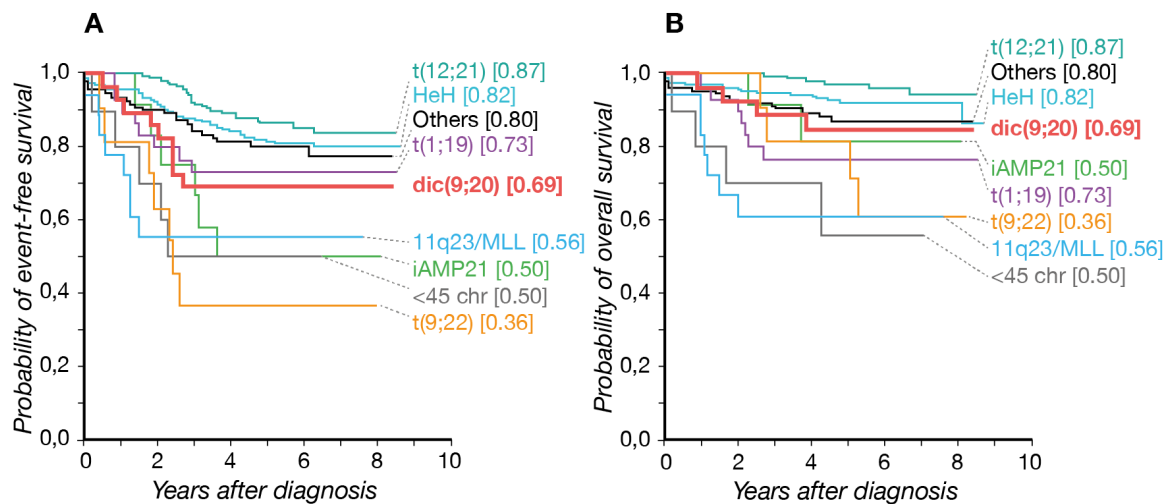 A
Probability of event-free survival
1,0
0,8
0,6
0,4
0,2
0,0
0
2
4
6
8
10
Years after diagnosis
t(12;21) [0.87]
HeH [0.82]
Others [0.80]
t(1;19) [0.73]
dic(9;20) [0.69]
11q23/MLL [0.56]
iAMP21 [0.50]
<45 chr [0.50]
t(9;22) [0.36]
B
Probability of overall survival
1,0
0,8
0,6
0,4
0,2
0,0
0
2
4
6
8
10
Years after diagnosis
t(12;21) [0.87]
Others [0.80]
HeH [0.82]
dic(9;20) [0.69]
iAMP21 [0.50]
t(1;19) [0.73]
t(9;22) [0.36]
11q23/MLL [0.56]
<45 chr [0.50]